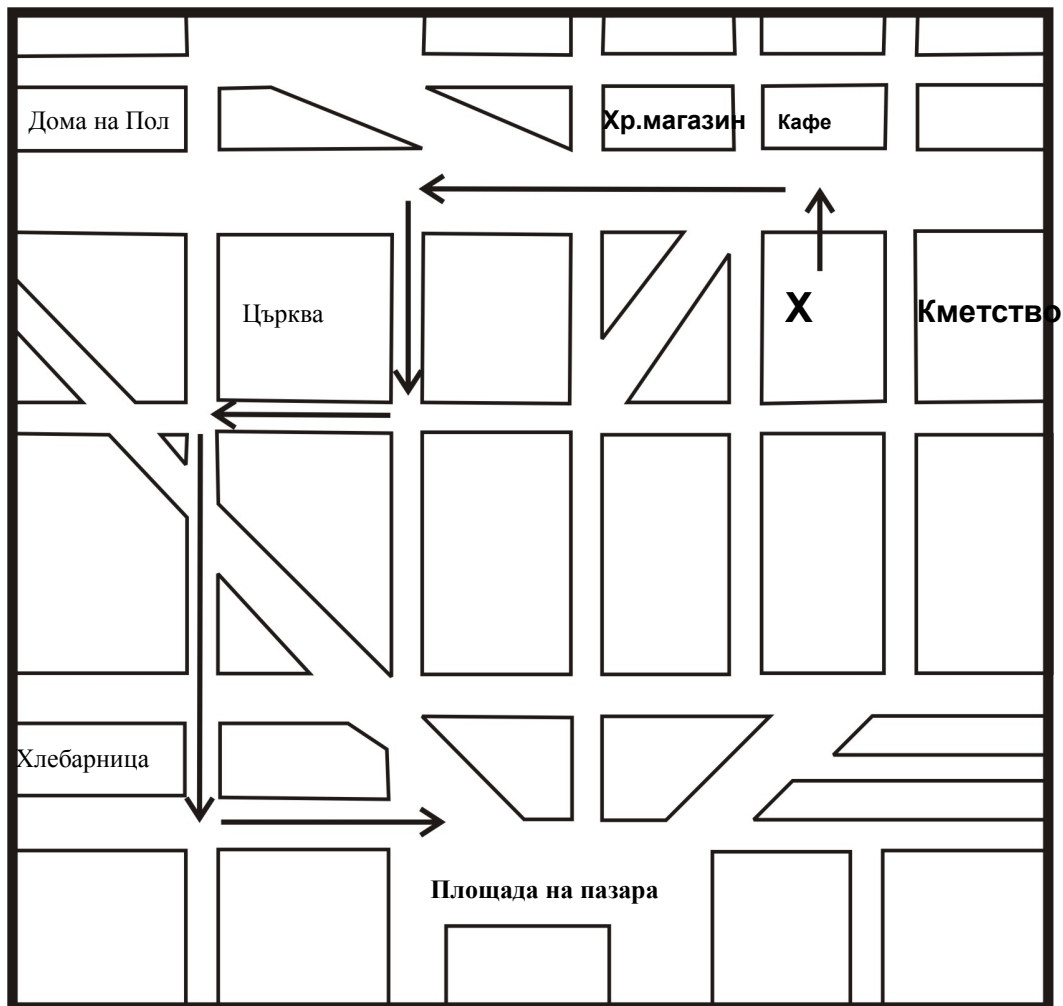 Дома на Пол
Хр.магазин
Кафе
Църква
X
Кметство
Хлебарница
Площада на пазара